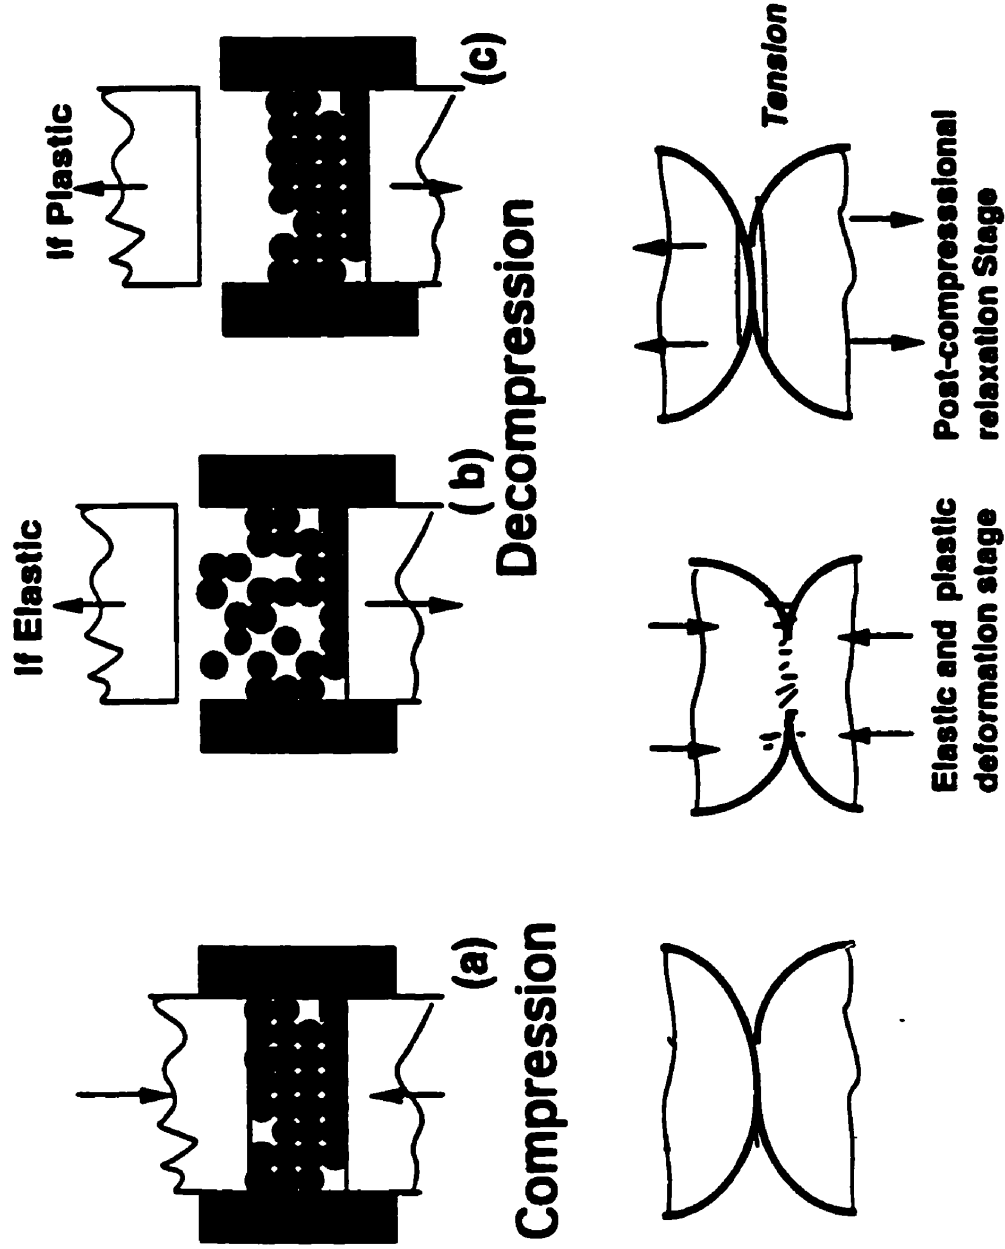 If Elastic
If Plastic
(a)
(b)
(c)
Compression
Decompression
Tension
Elastic and plastic
deformation stage
Post-compressional
relaxation Stage